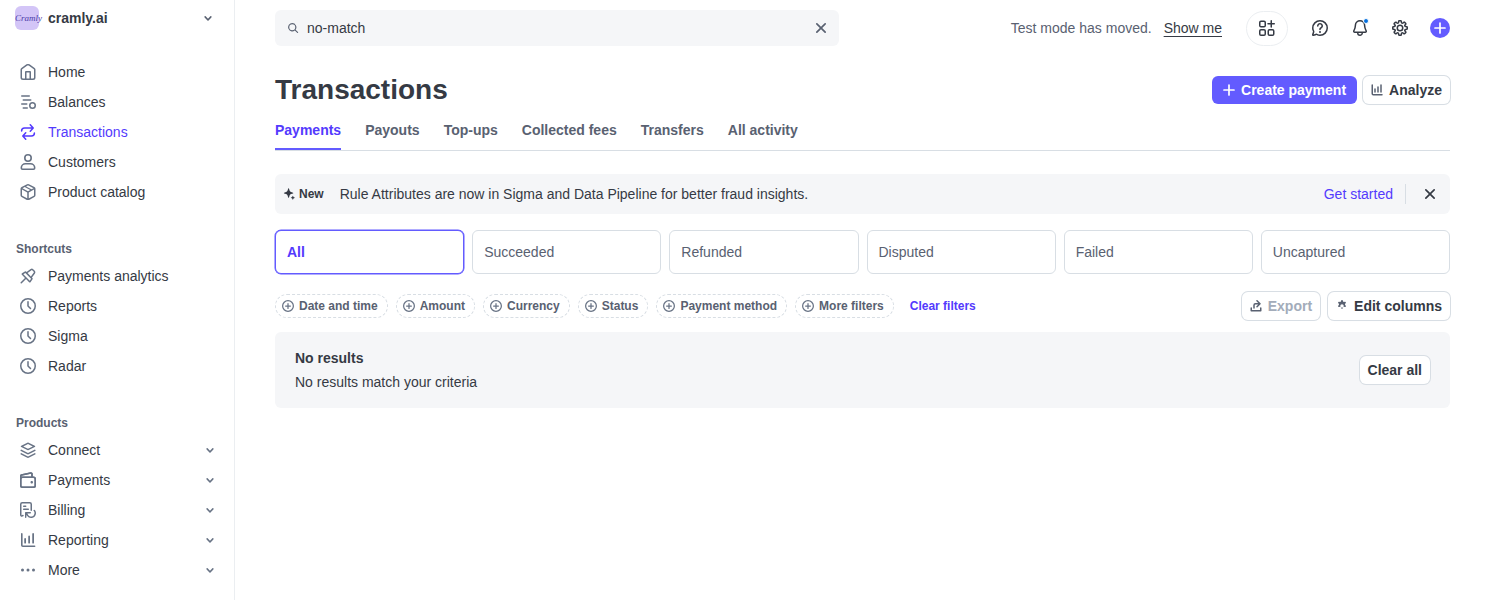 Cramly cramly.ai
Home
Balances
Transactions
Customers
Product catalog
Shortcuts
Payments analytics
Reports
Sigma
Radar
Products
Connect
Payments
Billing
Reporting
More
no-match
Test mode has moved. Show me
Transactions
Create payment Analyze
Payments Payouts Top-ups Collected fees Transfers All activity
New Rule Attributes are now in Sigma and Data Pipeline for better fraud insights. Get started
All Succeeded Refunded Disputed Failed Uncaptured
Date and time Amount Currency Status Payment method More filters Clear filters Export Edit columns
No results
No results match your criteria
Clear all